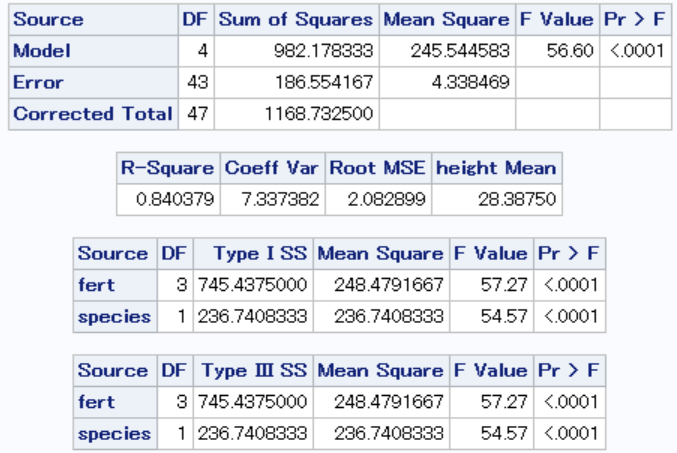 Source DF Sum of Squares Mean Square F Value Pr > F
Model 4 982.178333 245.544583 56.60 <.0001
Error 43 186.554167 4.338469
Corrected Total 47 1168.732500
R-Square Coeff Var Root MSE height Mean
0.840379 7.337382 2.082899 28.38750
Source DF Type I SS Mean Square F Value Pr > F
fert 3 745.4375000 248.4791667 57.27 <.0001
species 1 236.7408333 236.7408333 54.57 <.0001
Source DF Type III SS Mean Square F Value Pr > F
fert 3 745.4375000 248.4791667 57.27 <.0001
species 1 236.7408333 236.7408333 54.57 <.0001